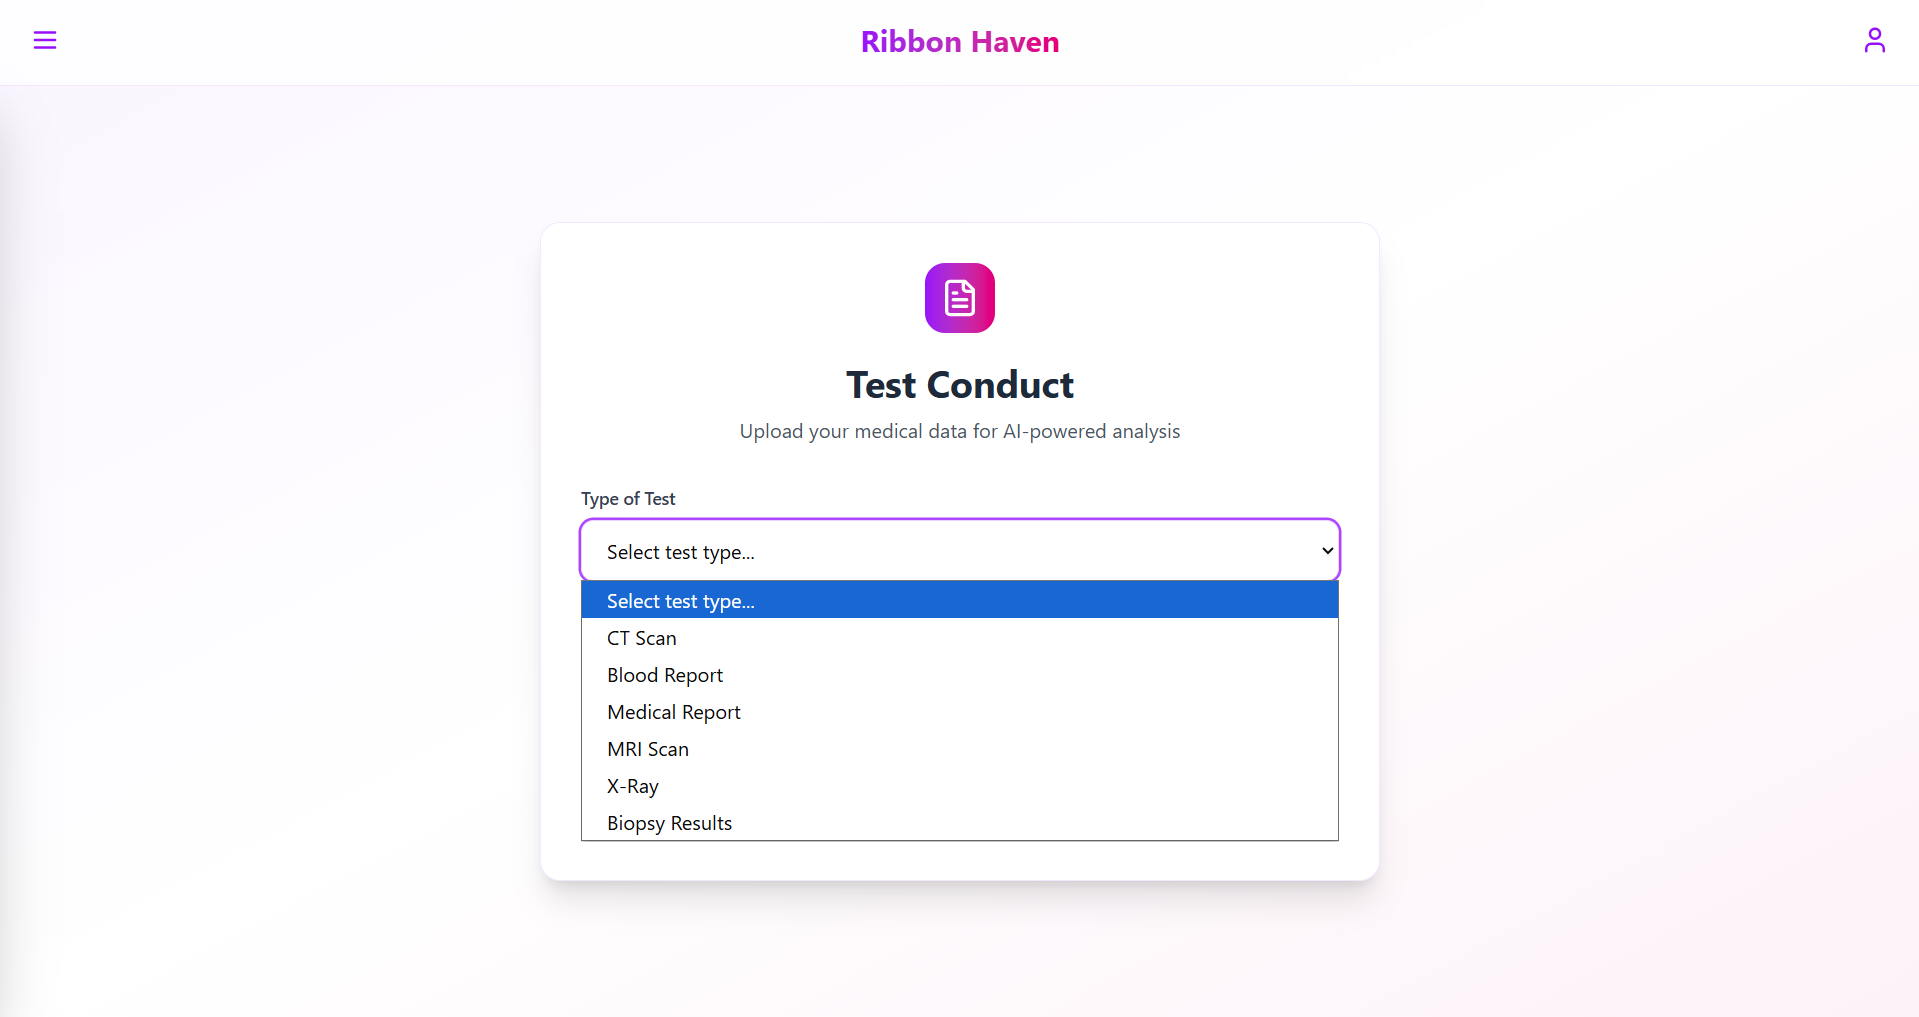 Ribbon Haven
Test Conduct
Upload your medical data for AI-powered analysis
Type of Test
Select test type...
Select test type...
CT Scan
Blood Report
Medical Report
MRI Scan
X-Ray
Biopsy Results